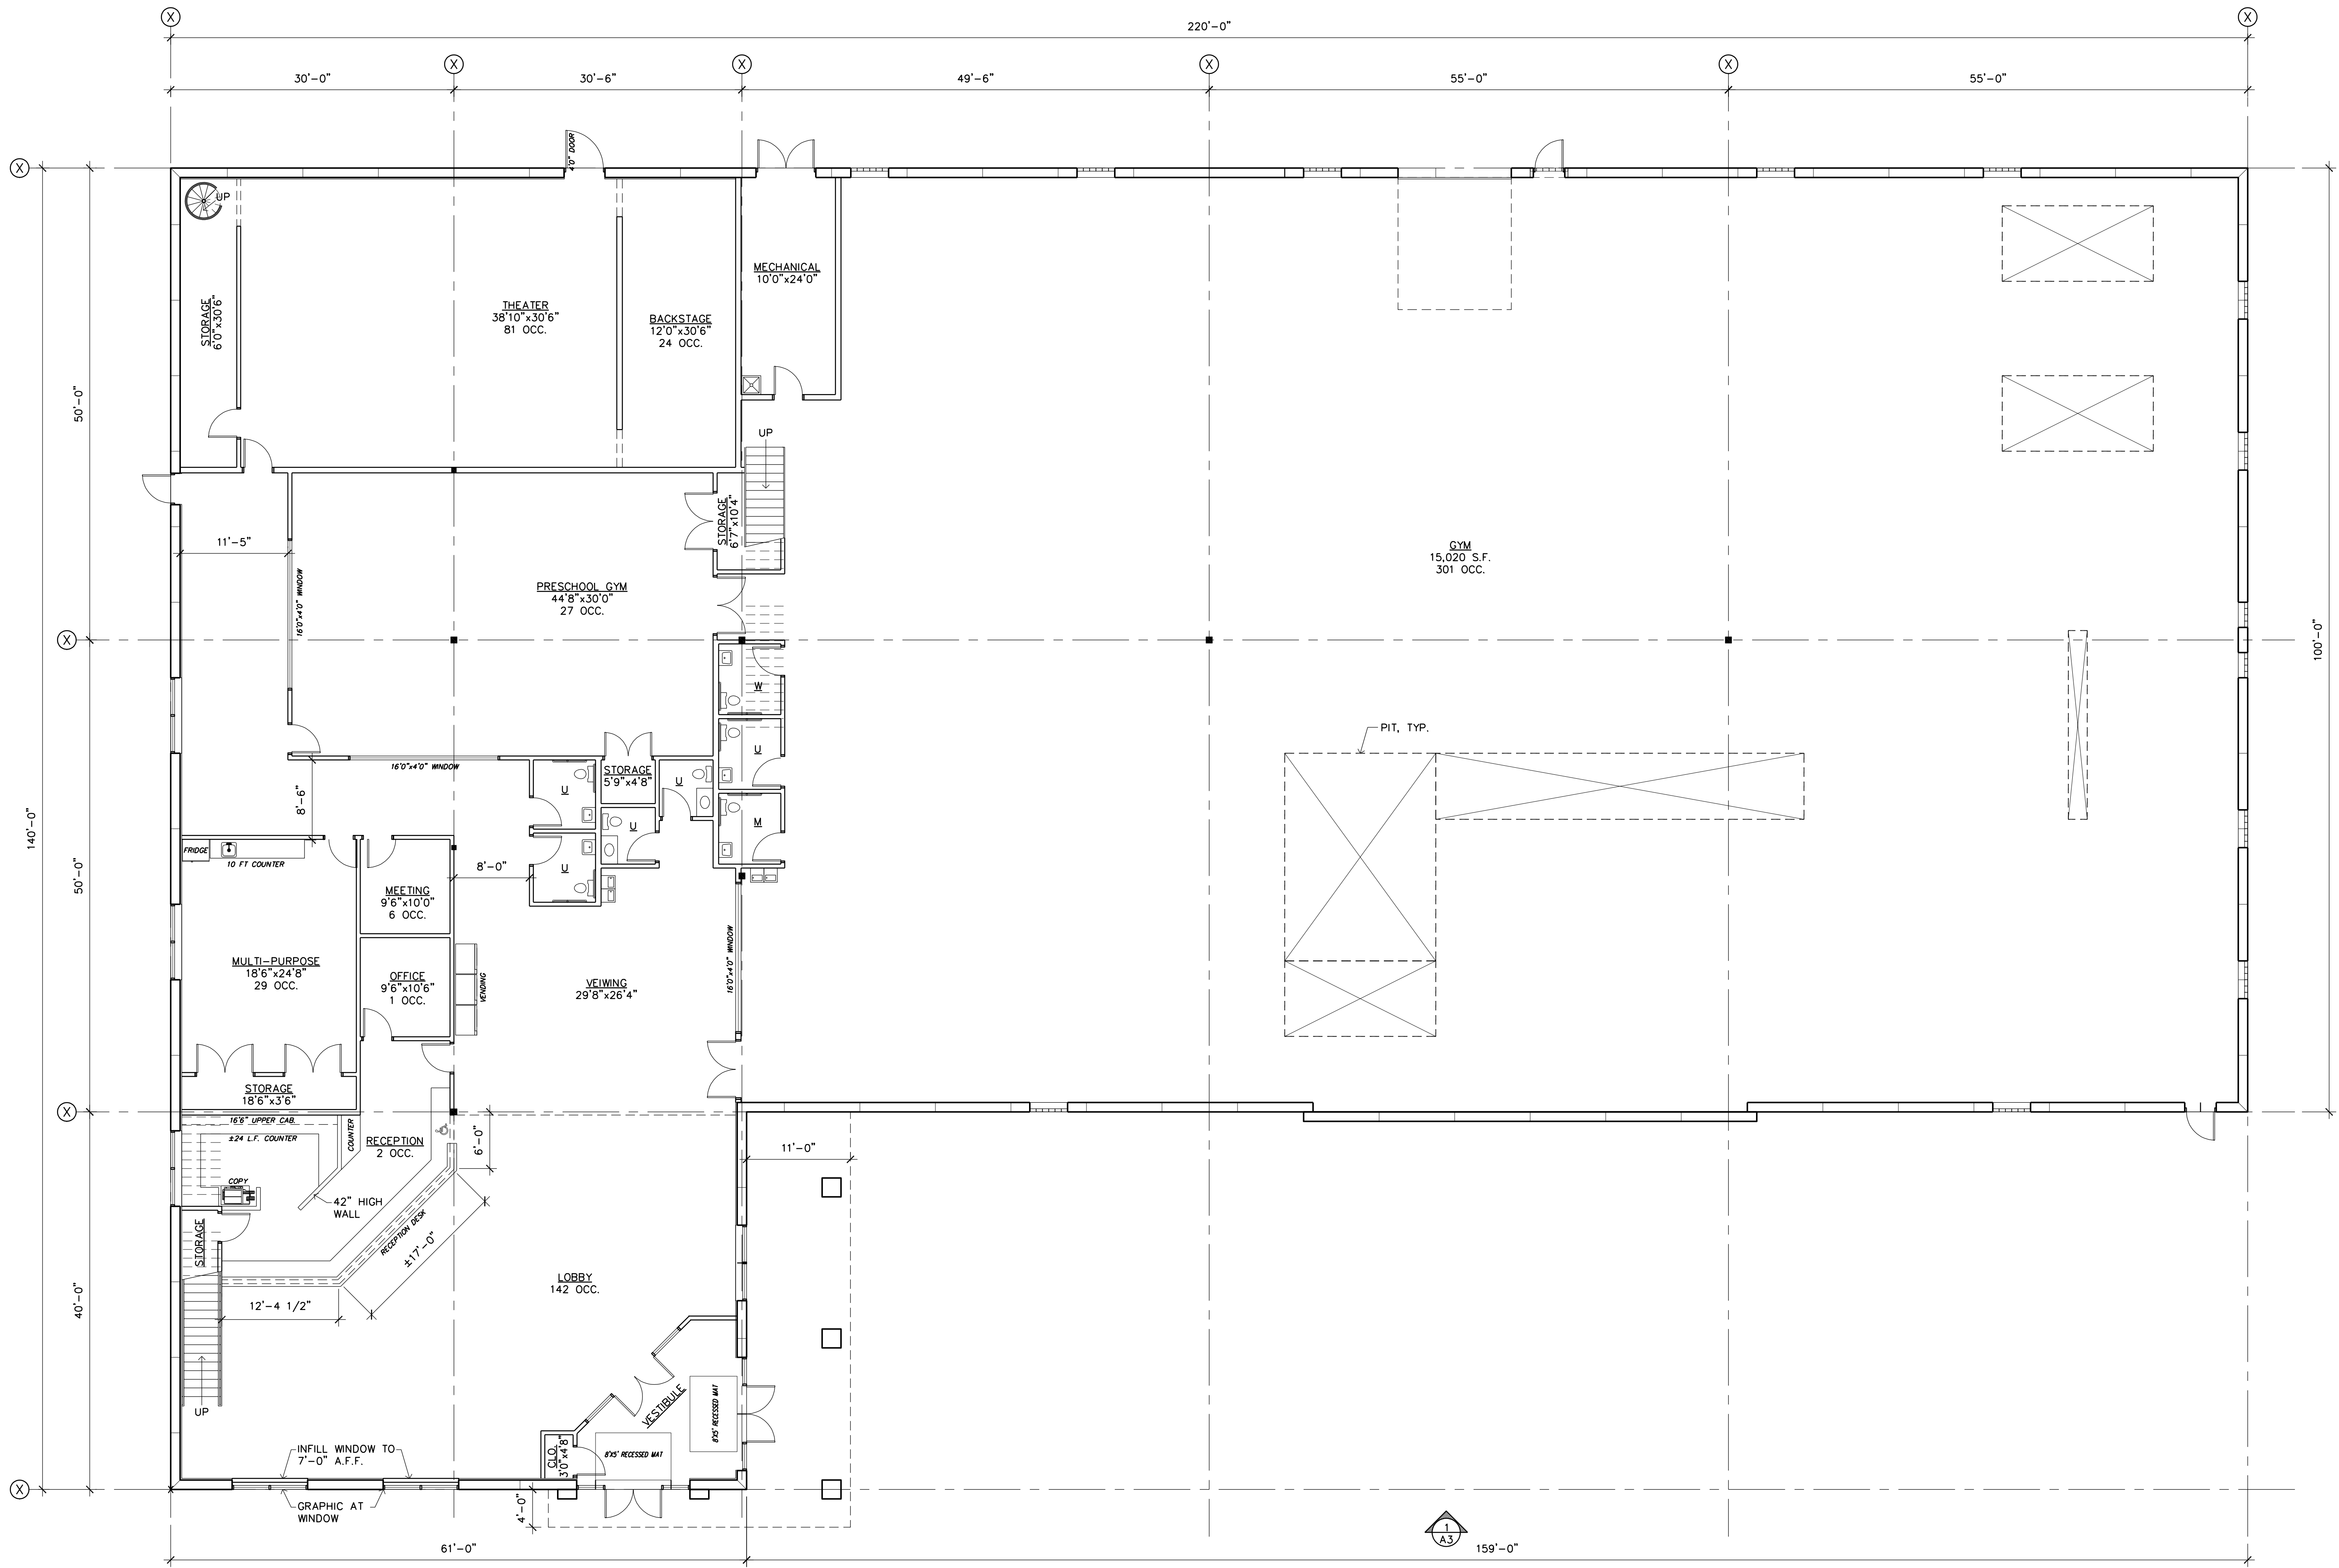 X
X
220'-0"
X
X
X
X
30'-0"
30'-6"
49'-6"
55'-0"
55'-0"
4'0" DOOR
X
UP
STORAGE
6'0"x30'6"
THEATER
38'10"x30'6"
81 OCC.
BACKSTAGE
12'0"x30'6"
24 OCC.
MECHANICAL
10'0"x24'0"
50'-0"
UP
STORAGE
6'7"x10'4"
11'-5"
16'0"x4'0" WINDOW
PRESCHOOL GYM
44'8"x30'0"
27 OCC.
GYM
15,020 S.F.
301 OCC.
X
100'-0"
W
PIT, TYP.
U
16'0"x4'0" WINDOW
STORAGE
5'9"x4'8"
U
U
8'-6"
M
U
140'-0"
FRIDGE
10 FT COUNTER
8'-0"
U
50'-0"
MEETING
9'6"x10'0"
6 OCC.
MULTI-PURPOSE
18'6"x24'8"
29 OCC.
OFFICE
9'6"x10'6"
1 OCC.
VENDING
VEIWING
29'8"x26'4"
16'0"x4'0" WINDOW
STORAGE
18'6"x3'6"
X
16'6" UPPER CAB.
±24 L.F. COUNTER
COUNTER
RECEPTION
2 OCC.
6'-0"
11'-0"
COPY
42" HIGH
WALL
STORAGE
RECEPTION DESK
±17'-0"
LOBBY
142 OCC.
12'-4 1/2"
40'-0"
UP
VESTIBULE
8'X5' RECESSED MAT
INFILL WINDOW TO
7'-0" A.F.F.
CLO.
3'0"x4'8"
8'X5' RECESSED MAT
X
GRAPHIC AT
WINDOW
4'-0"
1
A3
61'-0"
159'-0"